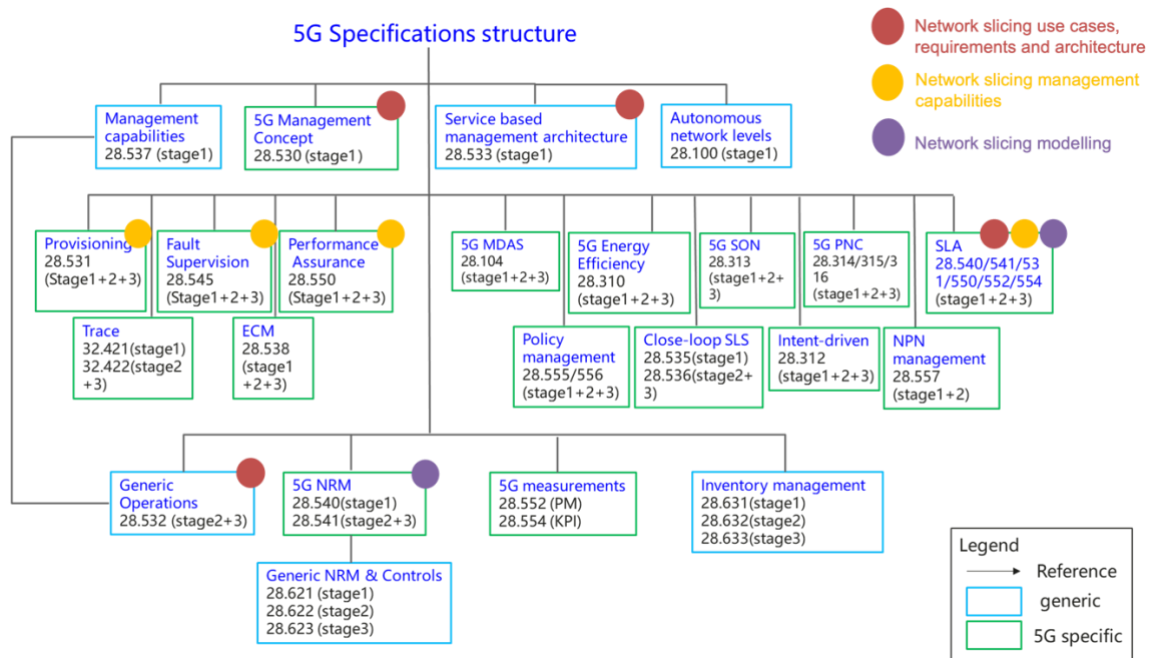 5G Specifications structure
Network slicing use cases,
requirements and architecture
Network slicing management
capabilities
Network slicing modelling
Management
capabilities
28.537 (stage1)
5G Management
Concept
28.530 (stage1)
Service based
management architecture
28.533 (stage1)
Autonomous
network levels
28.100 (stage1)
Provisioning
28.531
(Stage1+2+3)
Fault
Supervision
28.545
(Stage1+2+3)
Performance
Assurance
28.550
(Stage1+2+3)
5G MDAS
28.104
(stage1+2+3)
5G Energy
Efficiency
28.310
(stage1+2+3)
5G SON
28.313
(stage1+2+
3)
5G PNC
28.314/315/3
16
(stage1+2+3)
SLA
28.540/541/53
1/550/552/554
(stage1+2+3)
Trace
32.421(stage1)
32.422(stage2
+3)
ECM
28.538
(stage1
+2+3)
Policy
management
28.555/556
(stage1+2+3)
Close-loop SLS
28.535(stage1)
28.536(stage2+
3)
Intent-driven
28.312
(stage1+2+3)
NPN
management
28.557
(stage1+2)
Generic
Operations
28.532 (stage2+3)
5G NRM
28.540(stage1)
28.541(stage2+3)
5G measurements
28.552 (PM)
28.554 (KPI)
Inventory management
28.631(stage1)
28.632(stage2)
28.633(stage3)
Generic NRM & Controls
28.621 (stage1)
28.622 (stage2)
28.623 (stage3)
Legend
Reference
generic
5G specific